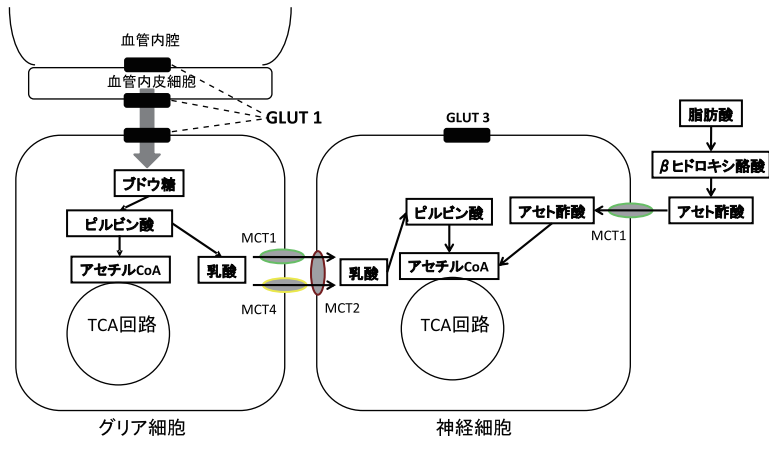 血管内腔
血管内皮細胞
GLUT 1
GLUT 3
ブドウ糖
ピルビン酸
アセチルCoA
乳酸
TCA回路
MCT1
MCT4
MCT2
グリア細胞
乳酸
ピルビン酸
アセチルCoA
アセト酢酸
TCA回路
神経細胞
MCT1
脂肪酸
βヒドロキシ酪酸
アセト酢酸